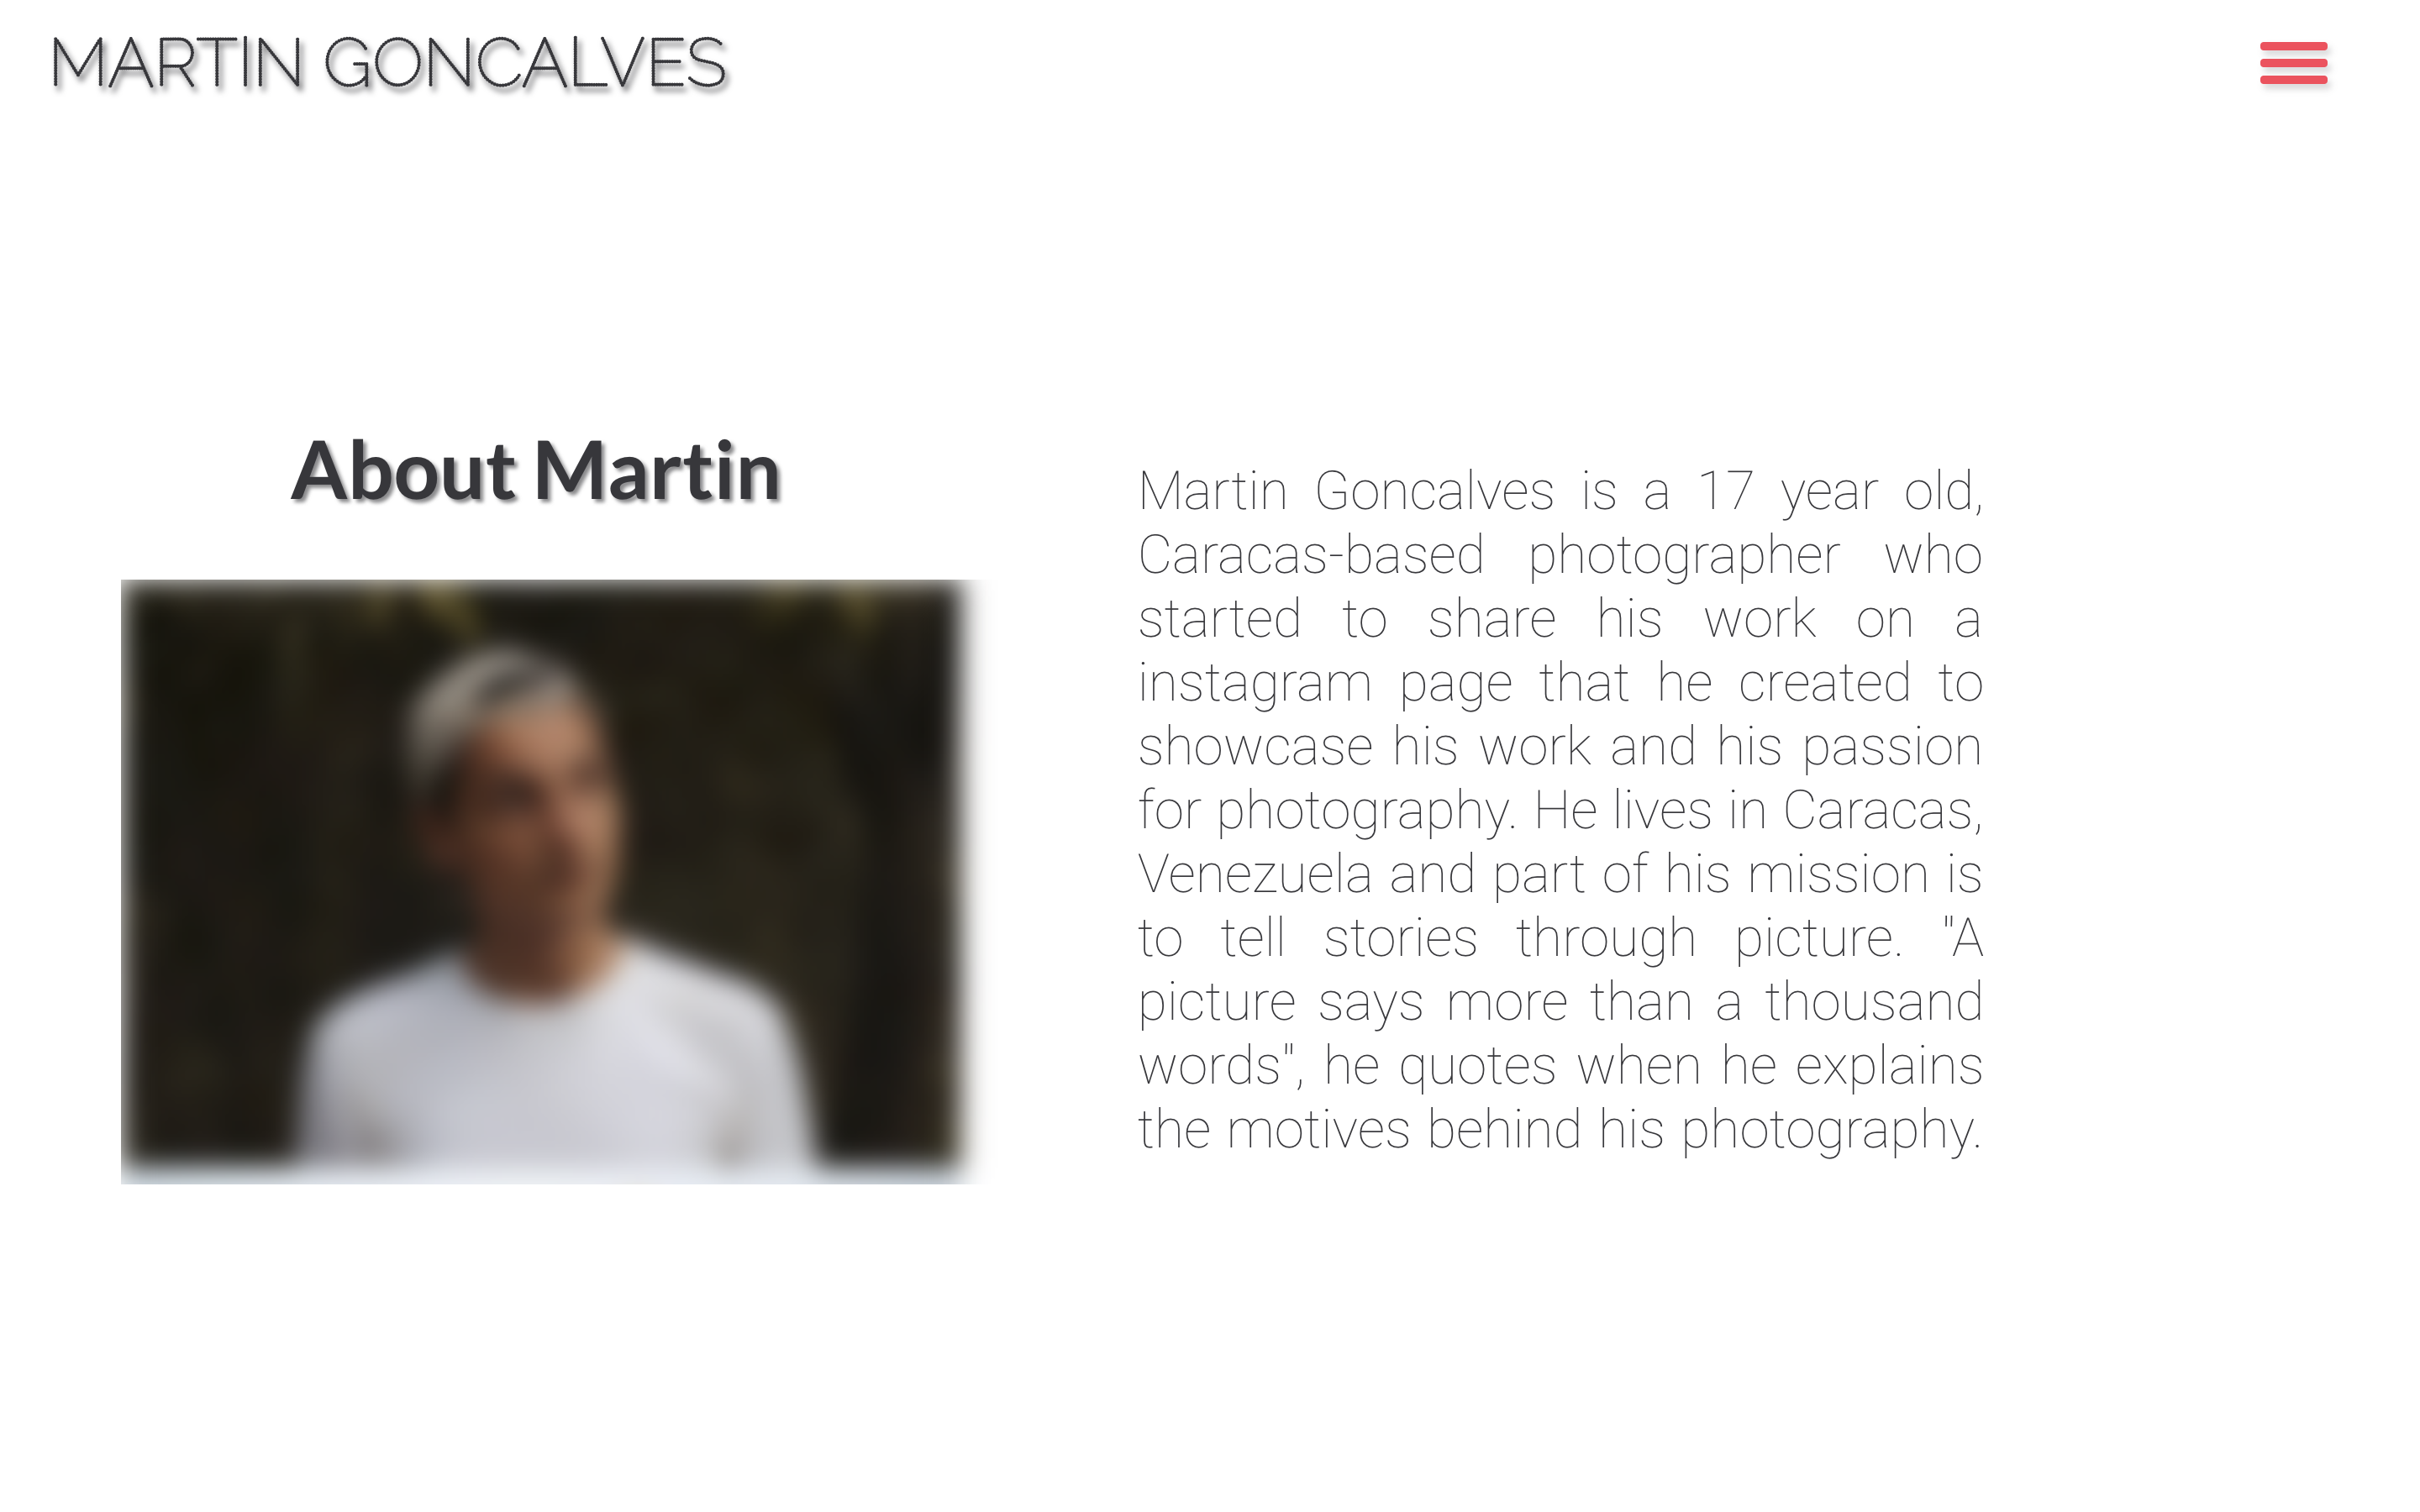 MARTIN GONCALVES
About Martin
Martin Goncalves is a 17 year old,
Caracas-based photographer who
started to share his work on a
instagram page that he created to
showcase his work and his passion
for photography. He lives in Caracas,
Venezuela and part of his mission is
to tell stories through picture. "A
picture says more than a thousand
words", he quotes when he explains
the motives behind his photography.